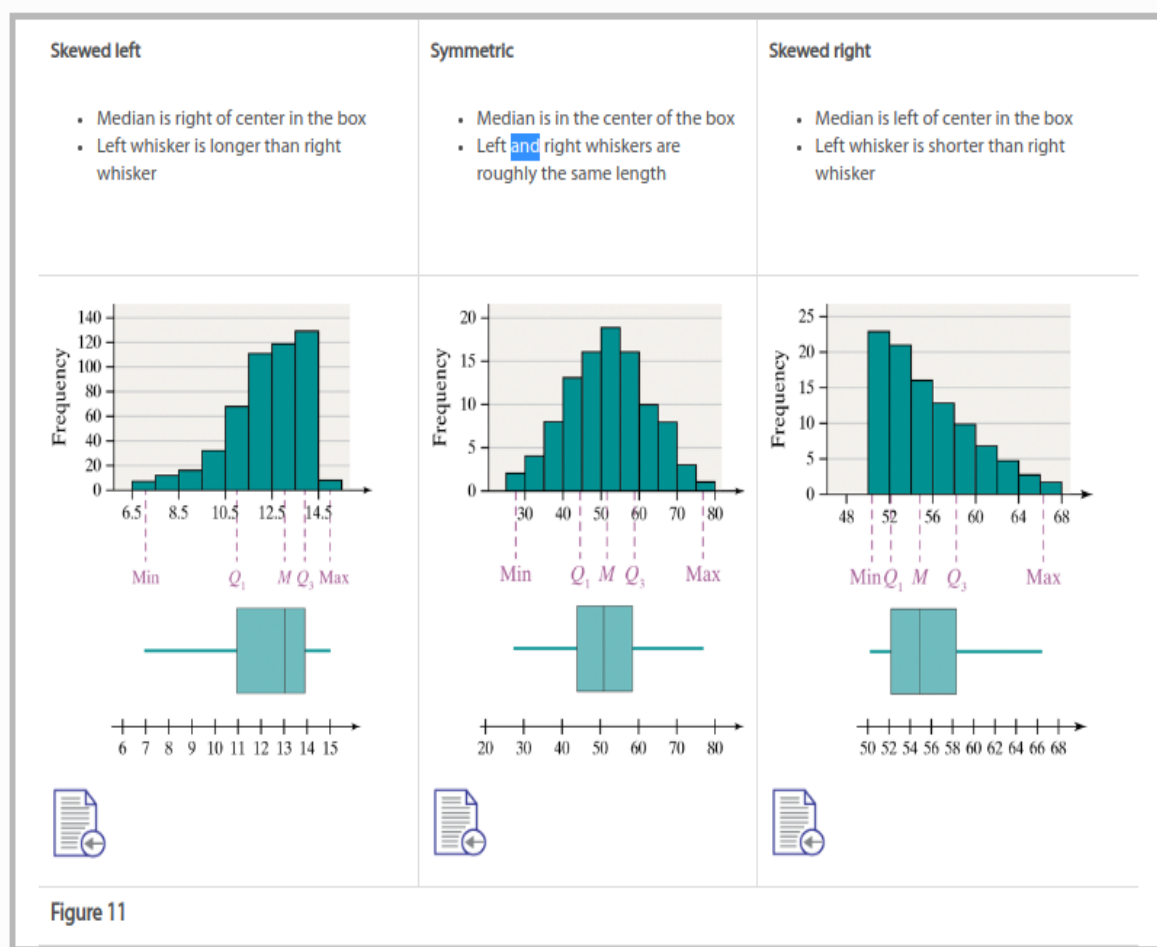 Skewed left
• Median is right of center in the box
• Left whisker is longer than right
whisker
Symmetric
• Median is in the center of the box
• Left and right whiskers are
roughly the same length
Skewed right
• Median is left of center in the box
• Left whisker is shorter than right
whisker
Frequency
140
120
100
80
60
40
20
0
6.5 8.5 10.5 12.5 14.5
Min Q1 M Q3 Max
6 7 8 9 10 11 12 13 14 15
Frequency
20
15
10
5
0
30 40 50 60 70 80
Min Q1 M Q3 Max
20 30 40 50 60 70 80
Frequency
25
20
15
10
5
0
48 52 56 60 64 68
Min Q1 M Q3 Max
50 52 54 56 58 60 62 64 66 68
Figure 11